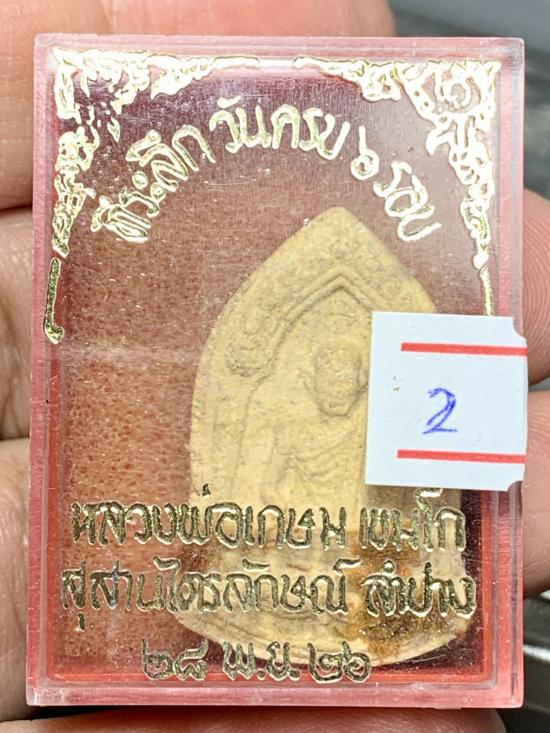 ที่ระลึก วันครบ ๖ รอบ
2
หลวงพ่อเกษม เขมโก
สุสานไตรลักษณ์ ลำปาง
๒๘ พ.ย. ๒๖